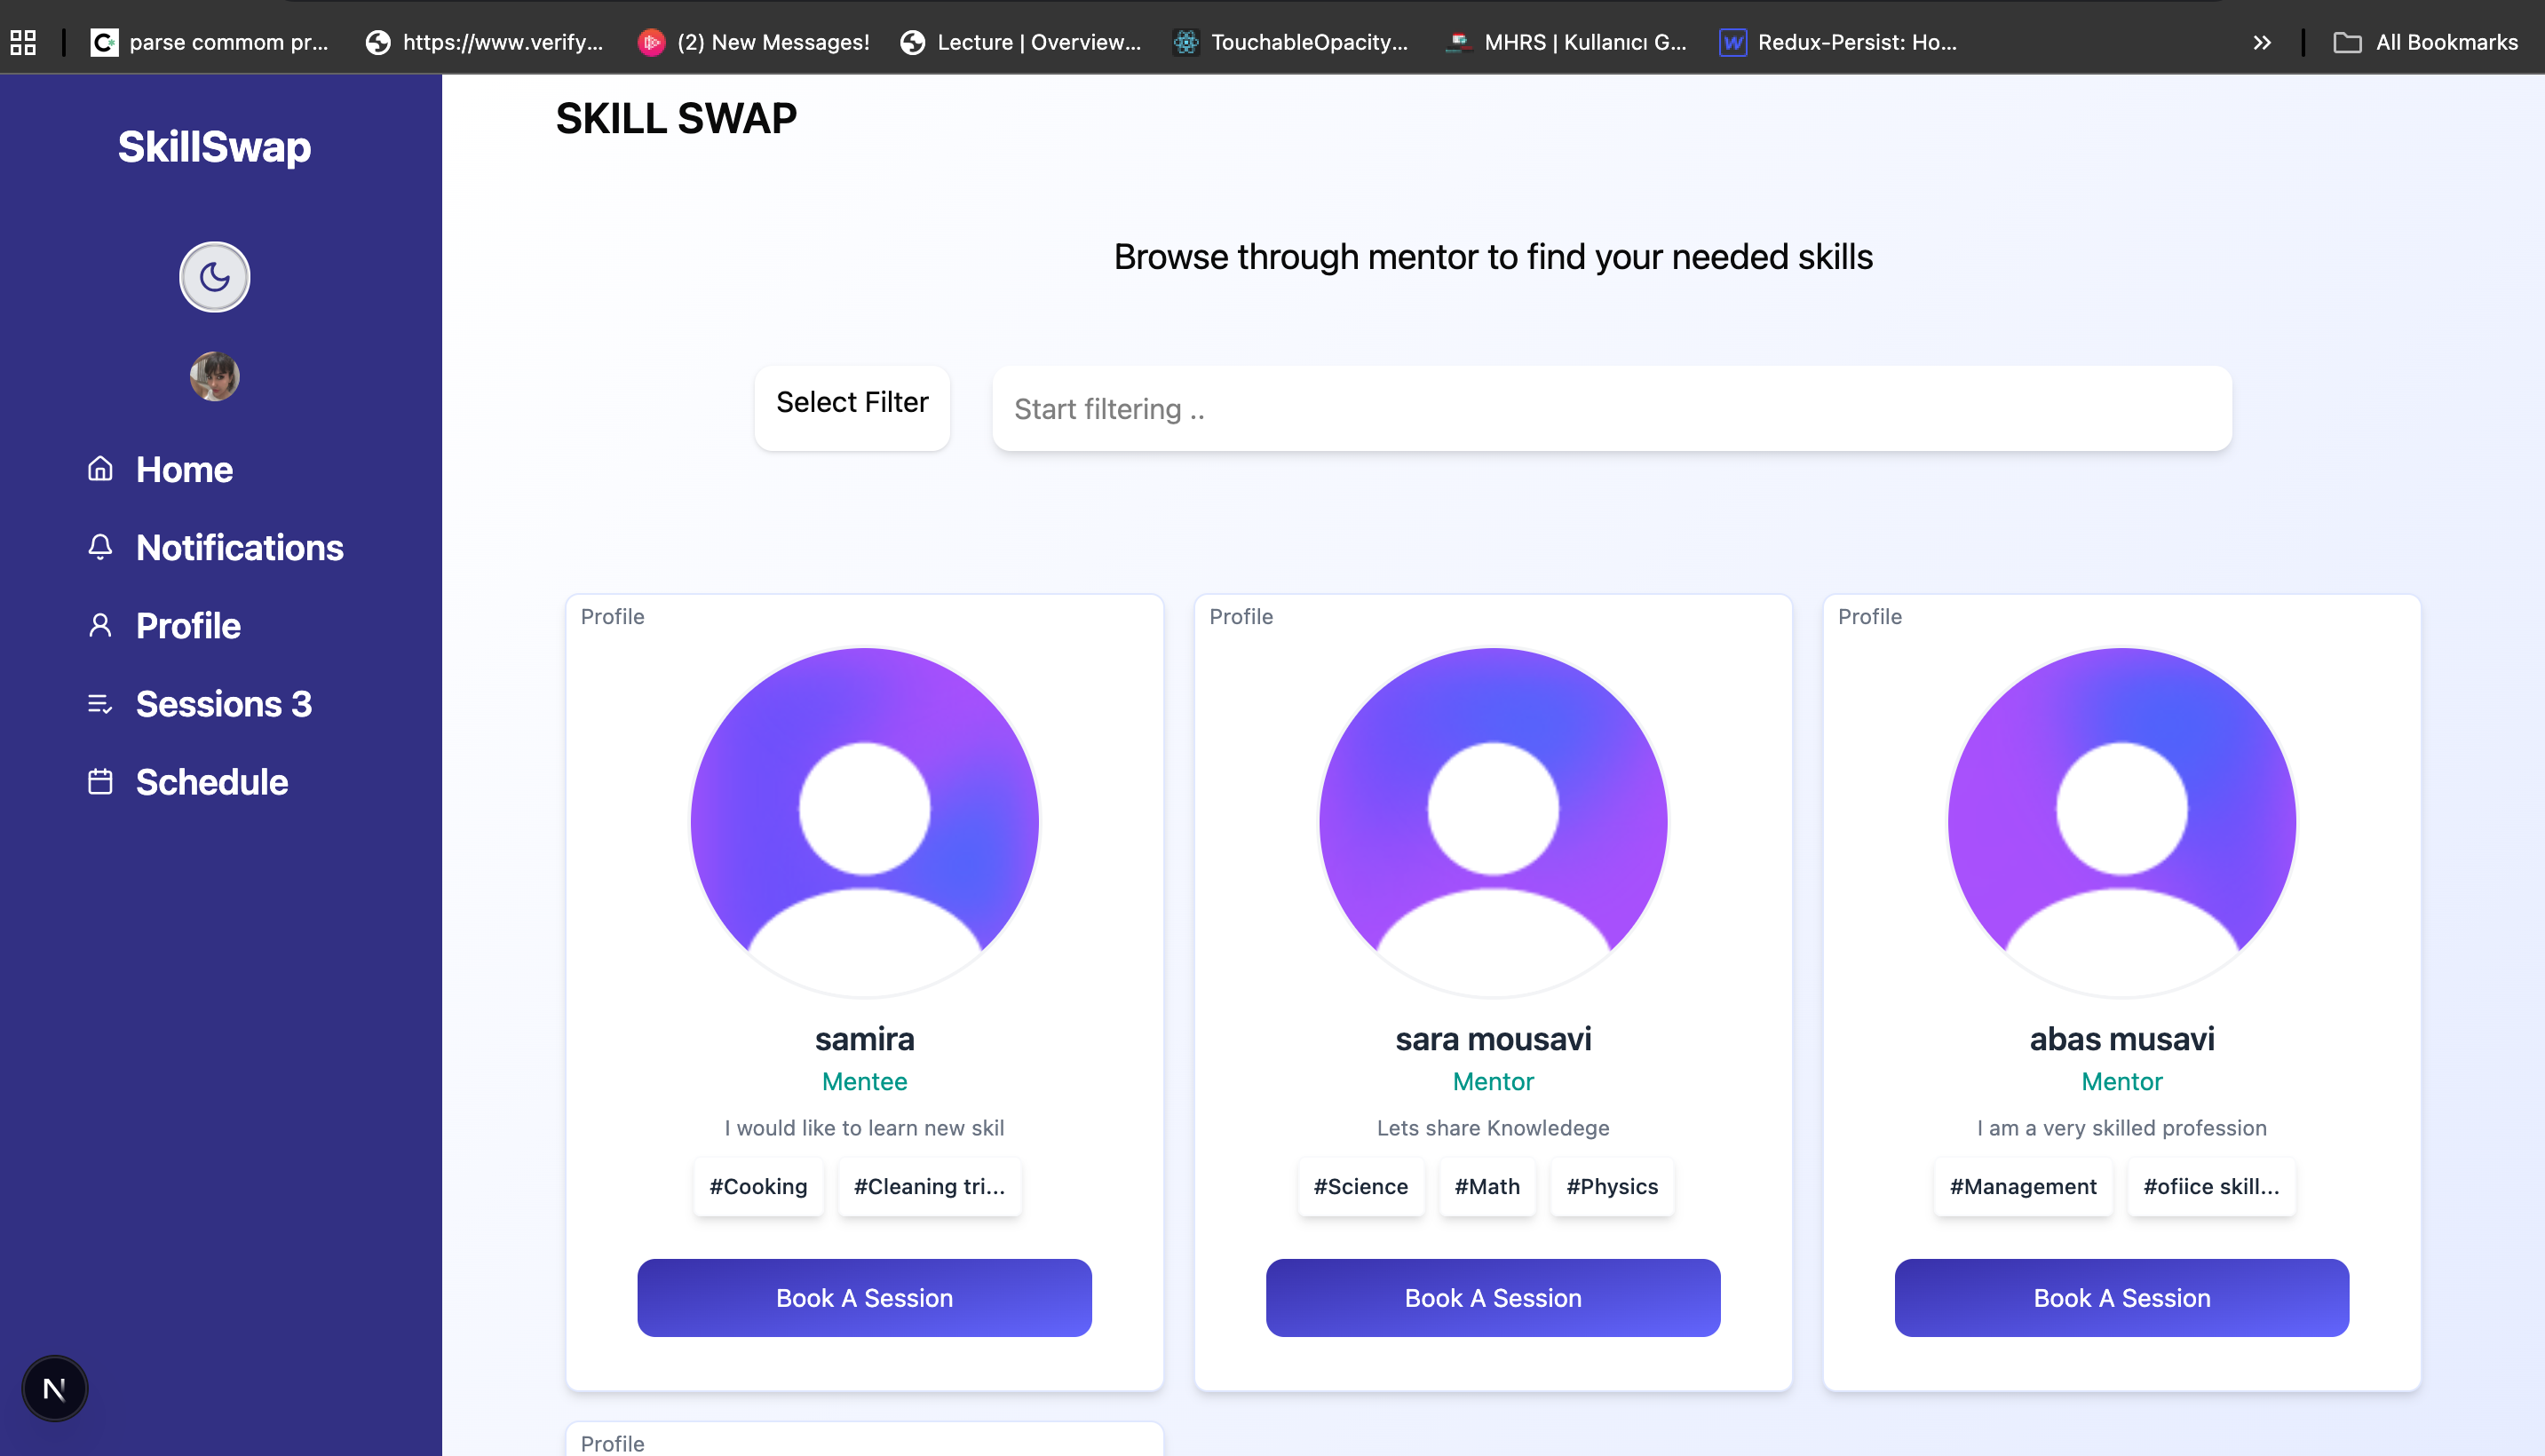 parse commom pr...
https://www.verify...
(2) New Messages!
Lecture | Overview...
TouchableOpacity...
MHRS | Kullanıcı G...
Redux-Persist: Ho...
All Bookmarks
SkillSwap
Home
Notifications
Profile
Sessions 3
Schedule
N
SKILL SWAP
Browse through mentor to find your needed skills
Select Filter
Start filtering ..
Profile
samira
Mentee
I would like to learn new skil
#Cooking #Cleaning tri...
Book A Session
Profile
sara mousavi
Mentor
Lets share Knowledege
#Science #Math #Physics
Book A Session
Profile
abas musavi
Mentor
I am a very skilled profession
#Management #ofiice skill...
Book A Session
Profile